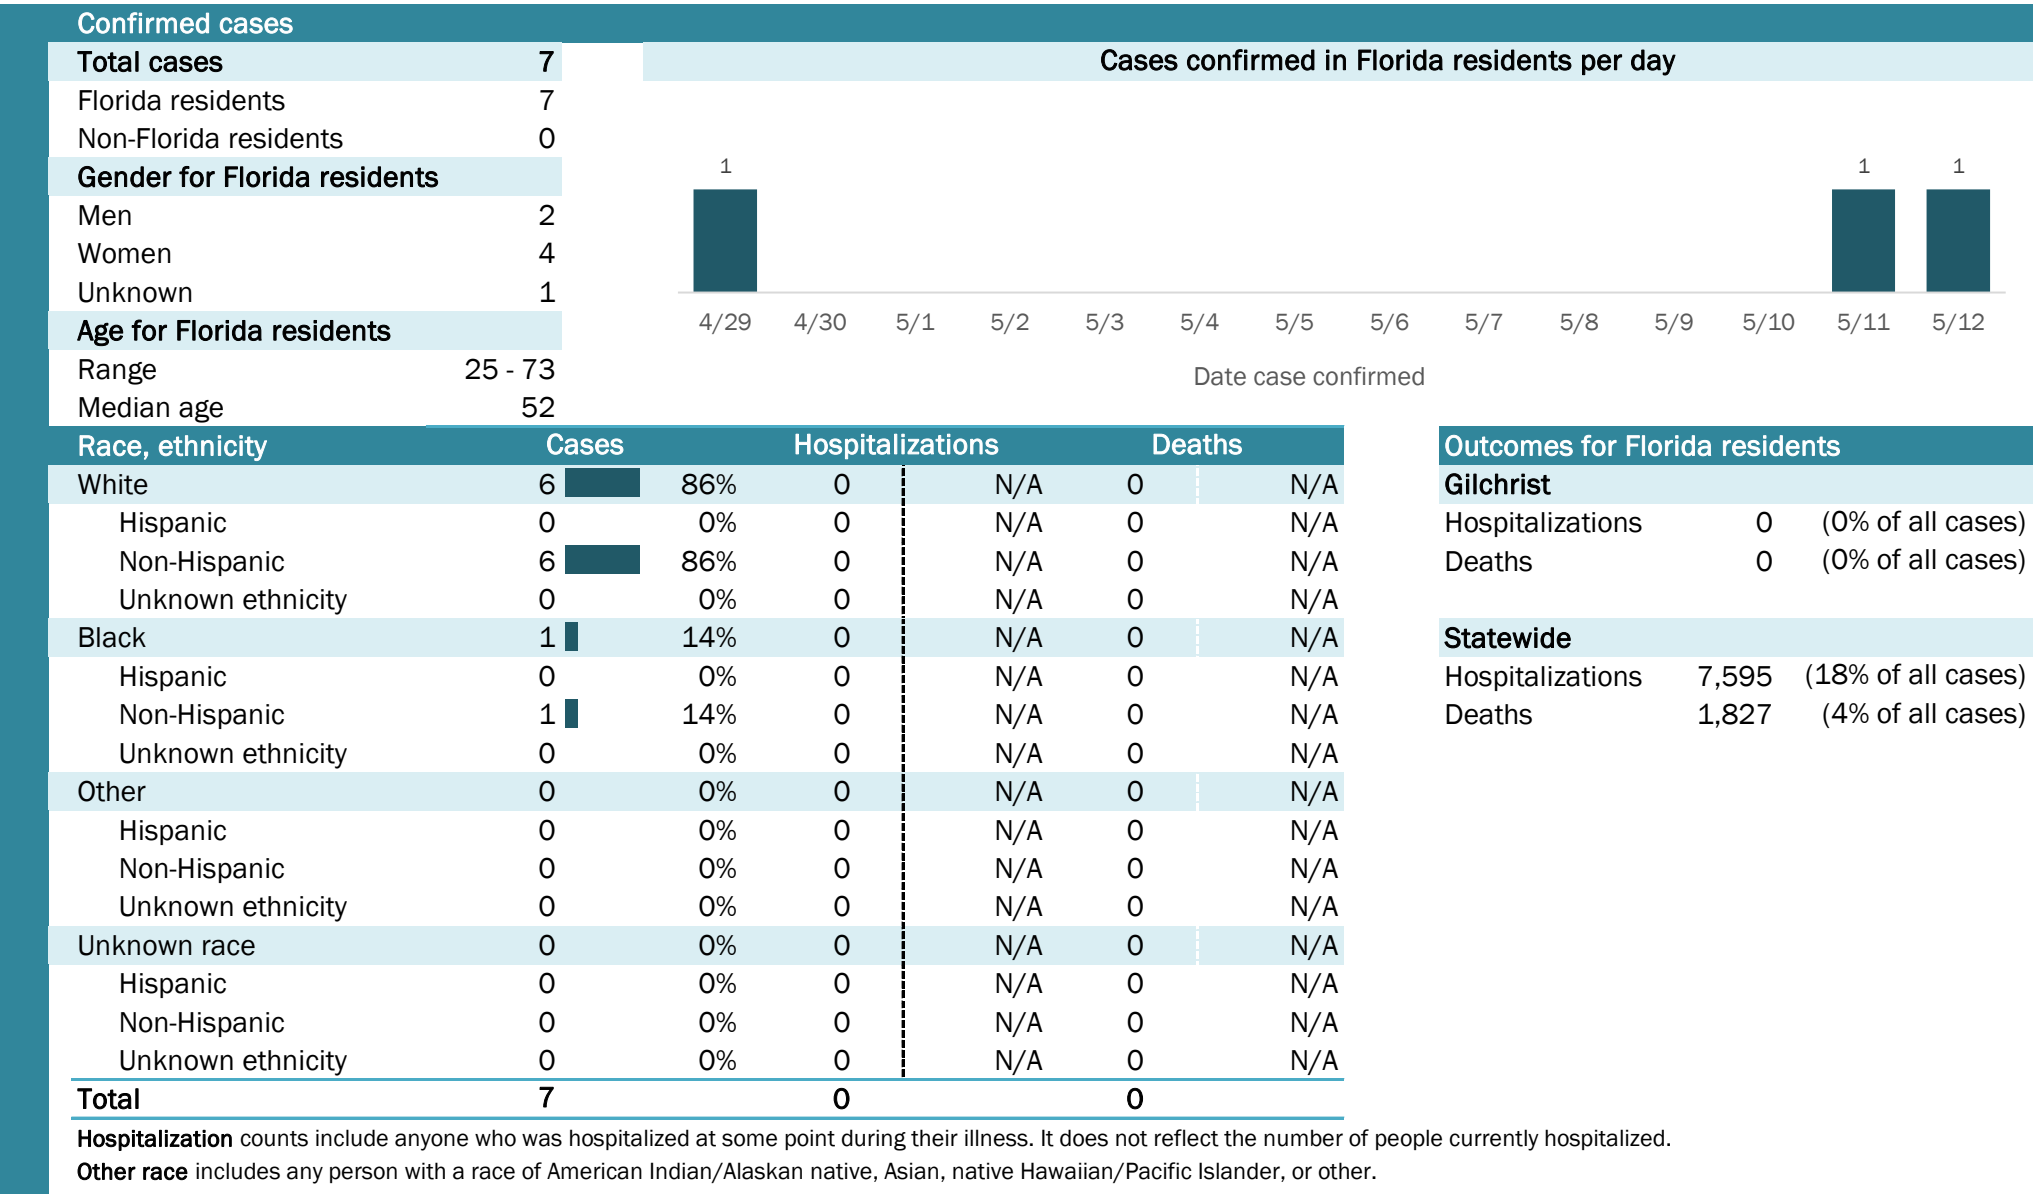 Confirmed cases
Total cases 7
Florida residents 7
Non-Florida residents 0
Gender for Florida residents
Men 2
Women 4
Unknown 1
Age for Florida residents
Range 25 - 73
Median age 52
Cases confirmed in Florida residents per day
1 1 1
4/29 4/30 5/1 5/2 5/3 5/4 5/5 5/6 5/7 5/8 5/9 5/10 5/11 5/12
Date case confirmed
Race, ethnicity Cases Hospitalizations Deaths
White 6 86% 0 N/A 0 N/A
Hispanic 0 0% 0 N/A 0 N/A
Non-Hispanic 6 86% 0 N/A 0 N/A
Unknown ethnicity 0 0% 0 N/A 0 N/A
Black 1 14% 0 N/A 0 N/A
Hispanic 0 0% 0 N/A 0 N/A
Non-Hispanic 1 14% 0 N/A 0 N/A
Unknown ethnicity 0 0% 0 N/A 0 N/A
Other 0 0% 0 N/A 0 N/A
Hispanic 0 0% 0 N/A 0 N/A
Non-Hispanic 0 0% 0 N/A 0 N/A
Unknown ethnicity 0 0% 0 N/A 0 N/A
Unknown race 0 0% 0 N/A 0 N/A
Hispanic 0 0% 0 N/A 0 N/A
Non-Hispanic 0 0% 0 N/A 0 N/A
Unknown ethnicity 0 0% 0 N/A 0 N/A
Total 7 0 0
Outcomes for Florida residents
Gilchrist
Hospitalizations 0 (0% of all cases)
Deaths 0 (0% of all cases)
Statewide
Hospitalizations 7,595 (18% of all cases)
Deaths 1,827 (4% of all cases)
Hospitalization counts include anyone who was hospitalized at some point during their illness. It does not reflect the number of people currently hospitalized.
Other race includes any person with a race of American Indian/Alaskan native, Asian, native Hawaiian/Pacific Islander, or other.